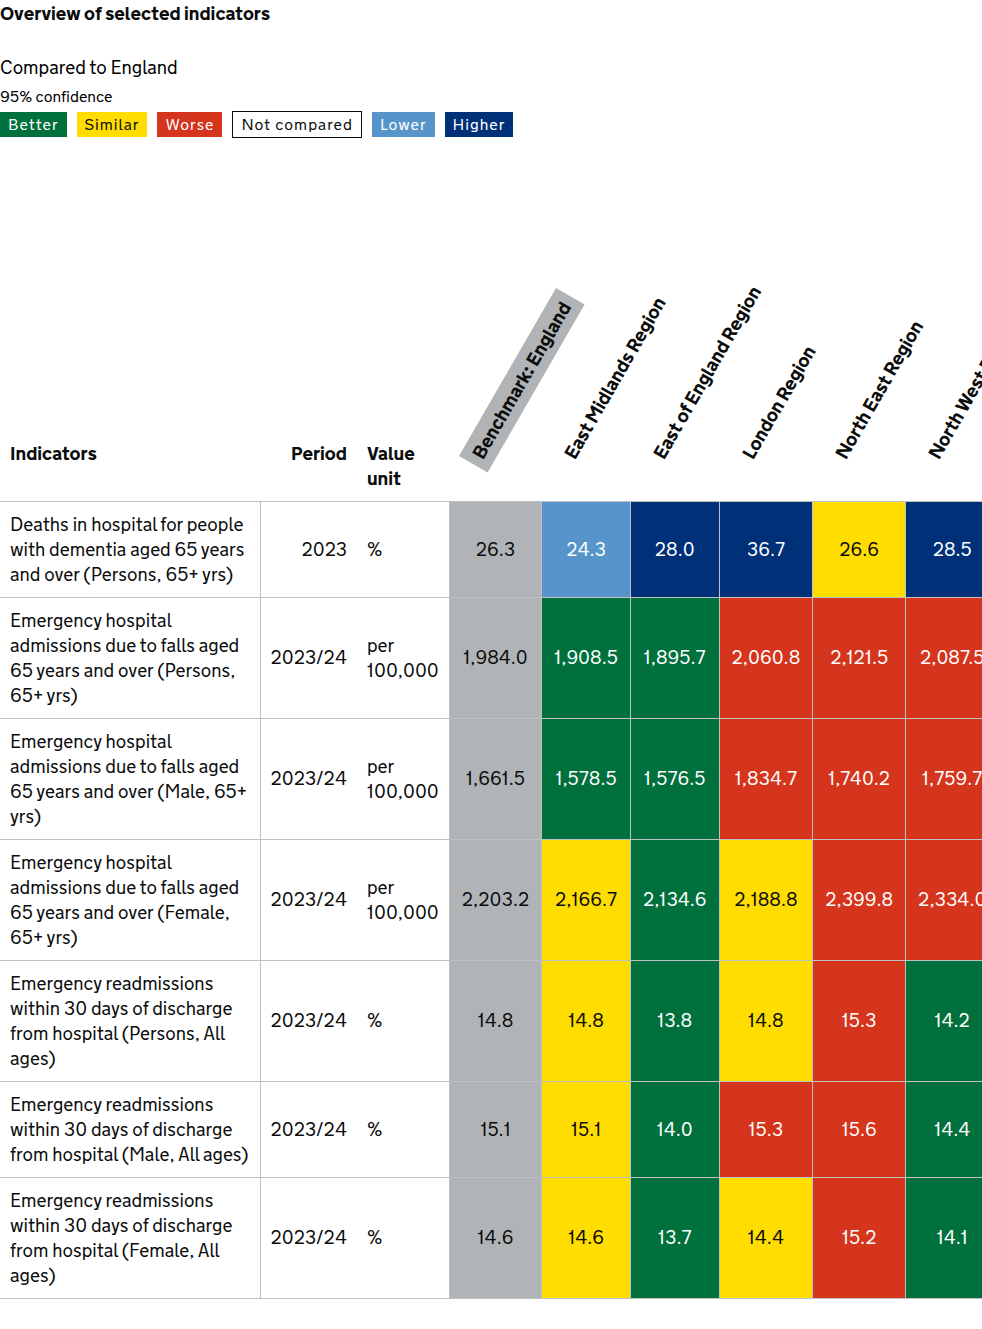 Overview of selected indicators
Compared to England
95% confidence
Better Similar Worse Not compared Lower Higher
Indicators Period Value unit Benchmark: England East Midlands Region East of England Region London Region North East Region North West
Deaths in hospital for people
with dementia aged 65 years 2023 % 26.3 24.3 28.0 36.7 26.6 28.5
and over (Persons, 65+ yrs)
Emergency hospital
admissions due to falls aged
65 years and over (Persons, 2023/24 per 100,000 1,984.0 1,908.5 1,895.7 2,060.8 2,121.5 2,087.5
65+ yrs)
Emergency hospital
admissions due to falls aged
65 years and over (Male, 65+ 2023/24 per 100,000 1,661.5 1,578.5 1,576.5 1,834.7 1,740.2 1,759.7
yrs)
Emergency hospital
admissions due to falls aged
65 years and over (Female, 2023/24 per 100,000 2,203.2 2,166.7 2,134.6 2,188.8 2,399.8 2,334.0
65+ yrs)
Emergency readmissions
within 30 days of discharge
from hospital (Persons, All 2023/24 % 14.8 14.8 13.8 14.8 15.3 14.2
ages)
Emergency readmissions
within 30 days of discharge 2023/24 % 15.1 15.1 14.0 15.3 15.6 14.4
from hospital (Male, All ages)
Emergency readmissions
within 30 days of discharge
from hospital (Female, All 2023/24 % 14.6 14.6 13.7 14.4 15.2 14.1
ages)